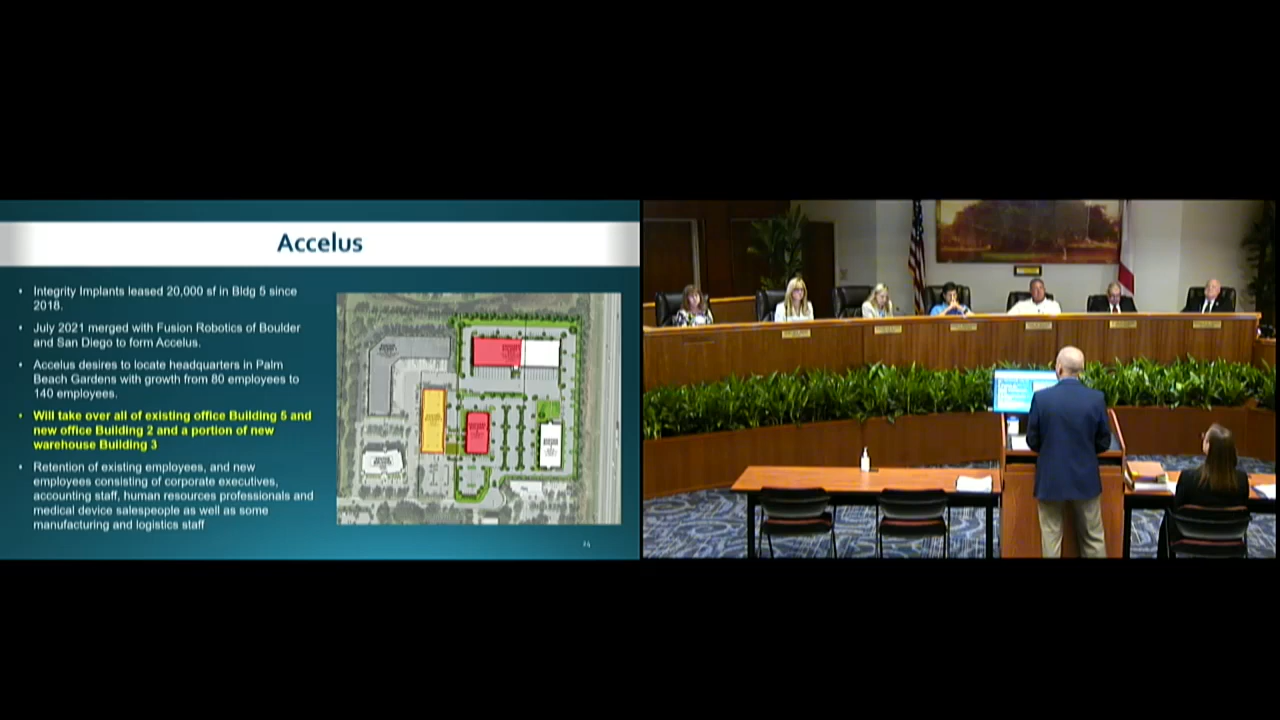 Accelus
• Integrity Implants leased 20,000 sf in Bldg 5 since
2018.
• July 2021 merged with Fusion Robotics of Boulder
and San Diego to form Accelus.
• Accelus desires to locate headquarters in Palm
Beach Gardens with growth from 80 employees to
140 employees.
• Will take over all of existing office Building 5 and
new office Building 2 and a portion of new
warehouse Building 3
• Retention of existing employees, and new
employees consisting of corporate executives,
accounting staff, human resources professionals and
medical device salespeople as well as some
manufacturing and logistics staff